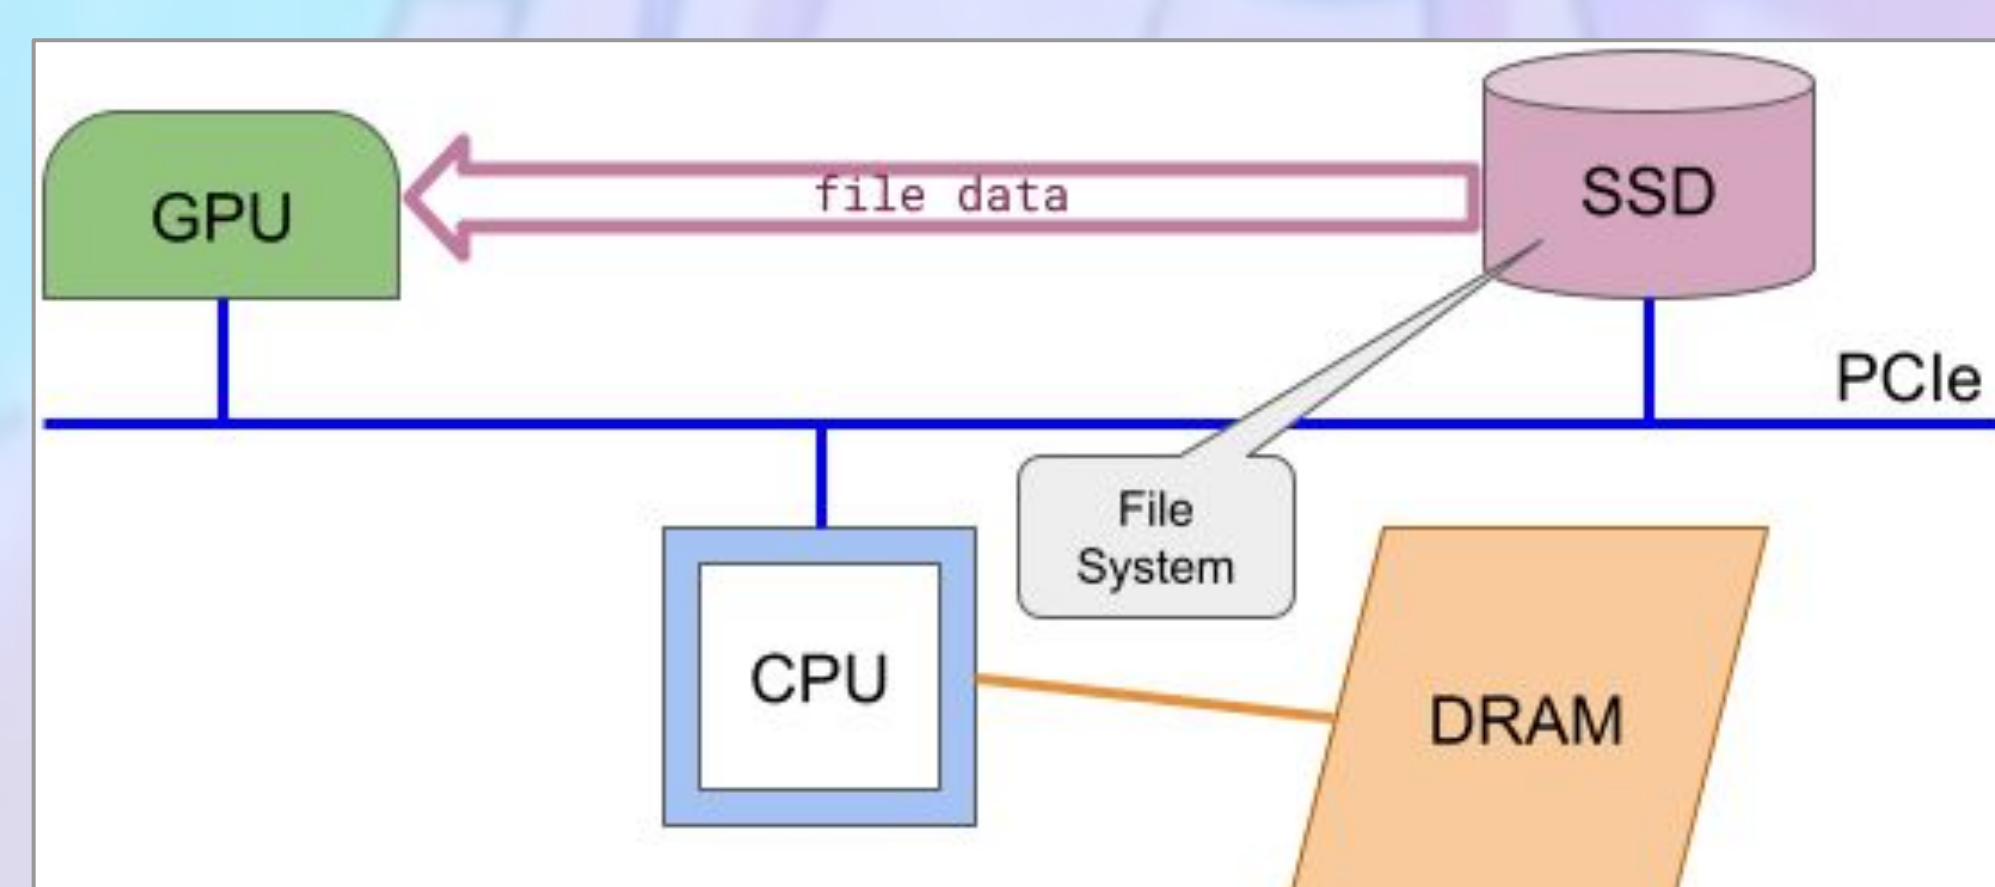 GPU
file data
SSD
PCIe
File
System
CPU
DRAM